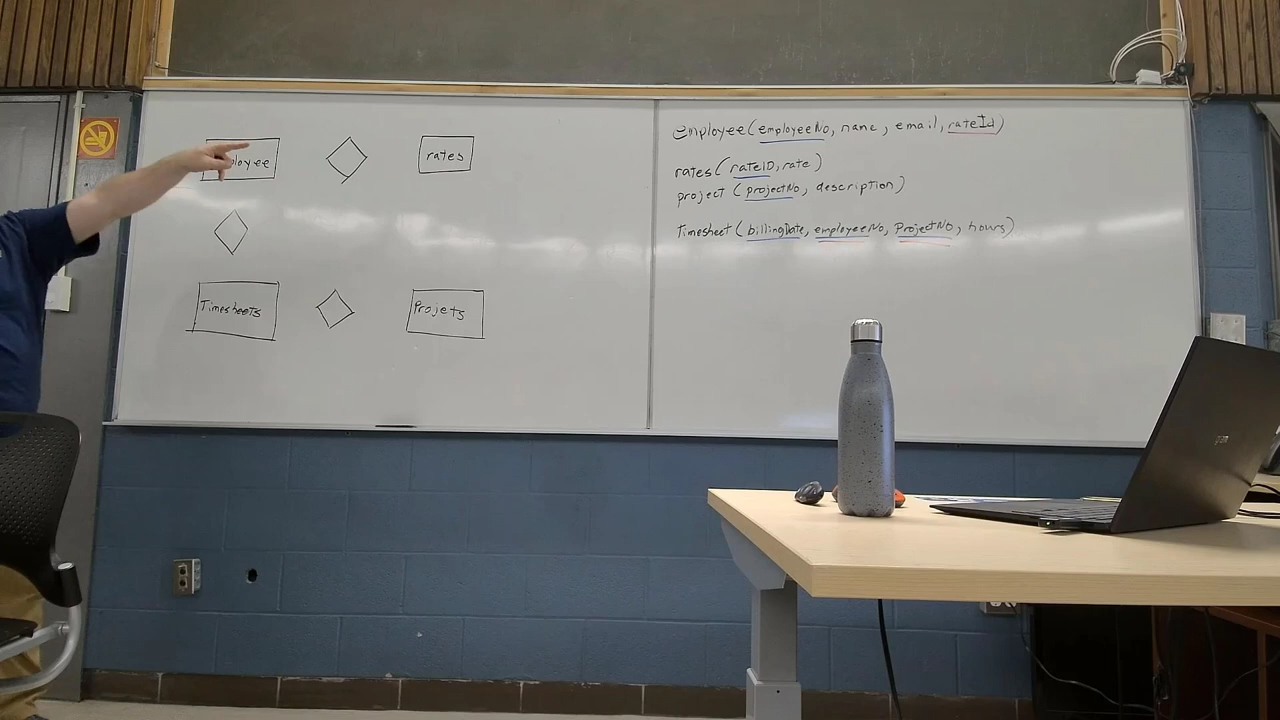 loyee
rates
Timesheets
Projets
employee(employeeNo, name, email, rateId)
rates(rateID, rate)
project (projectNo, description)
Timesheet(billingDate, employeeNo, ProjectNo, hours)